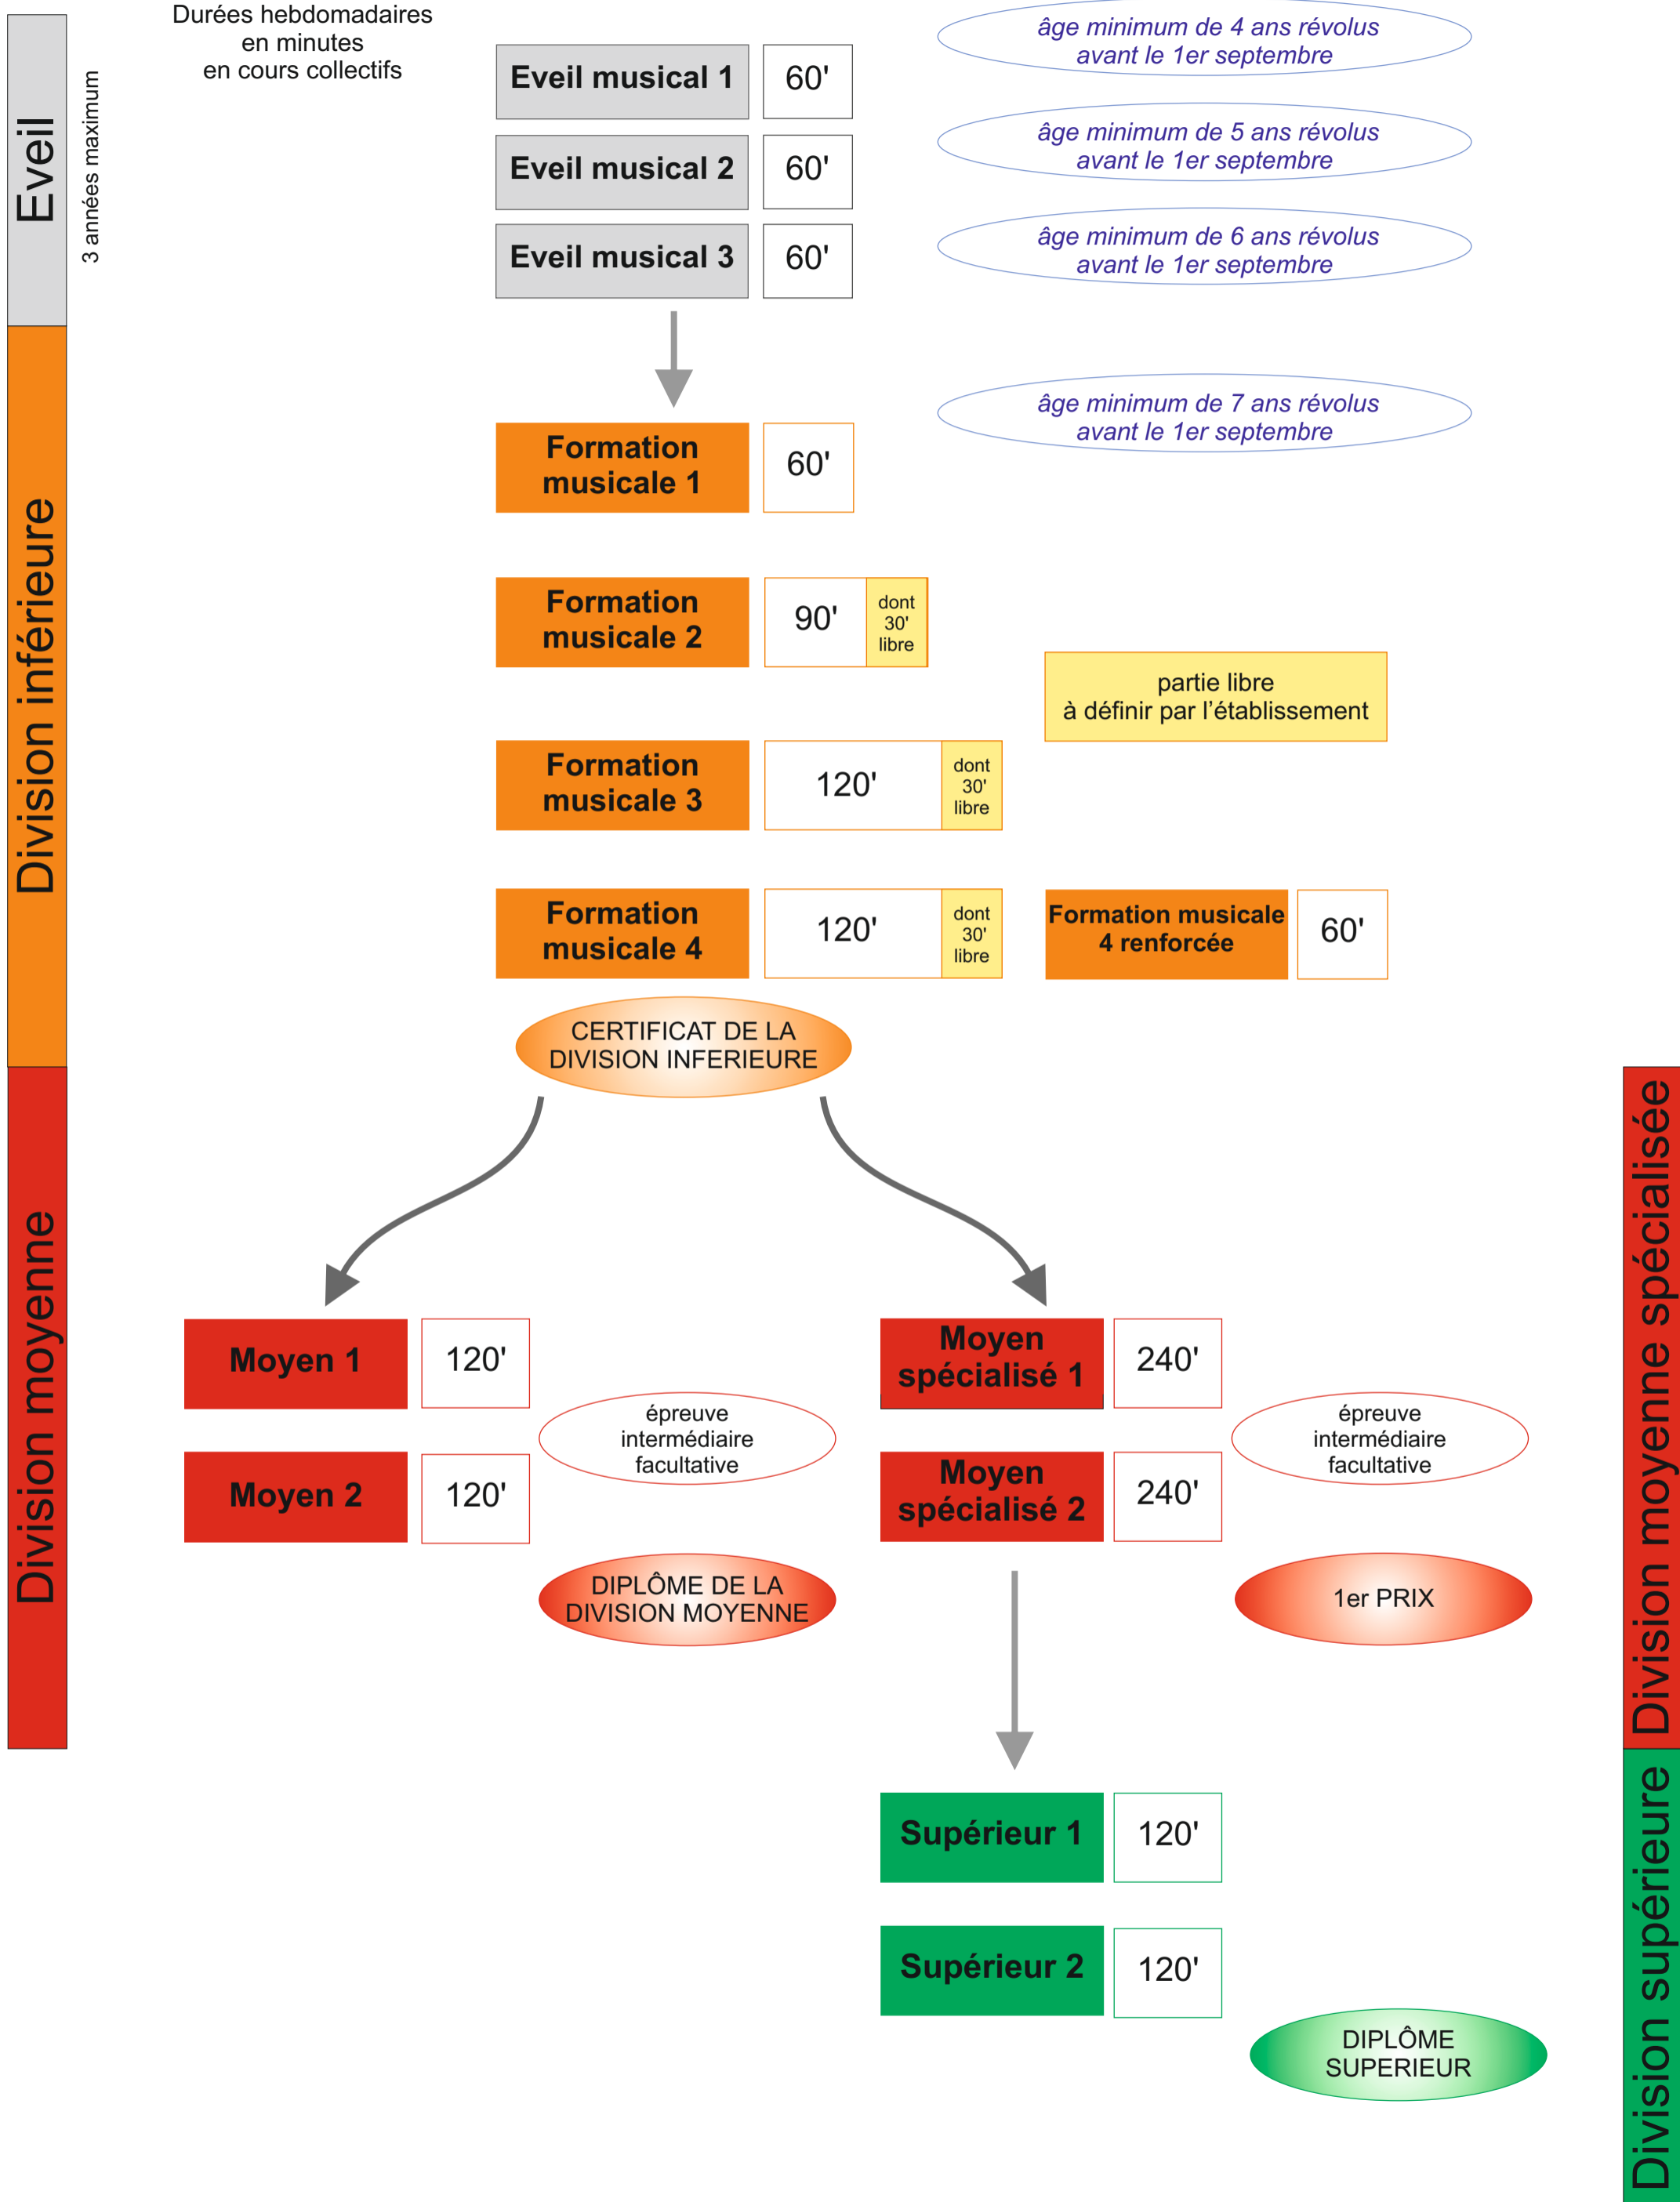 Durées hebdomadaires
en minutes
en cours collectifs
Eveil
3 années maximum
Eveil musical 1
60'
âge minimum de 4 ans révolus
avant le 1er septembre
Eveil musical 2
60'
âge minimum de 5 ans révolus
avant le 1er septembre
Eveil musical 3
60'
âge minimum de 6 ans révolus
avant le 1er septembre
Division inférieure
âge minimum de 7 ans révolus
avant le 1er septembre
Formation
musicale 1
60'
Formation
musicale 2
90'
dont
30'
libre
partie libre
à définir par l'établissement
Formation
musicale 3
120'
dont
30'
libre
Formation
musicale 4
120'
dont
30'
libre
Formation musicale
4 renforcée
60'
CERTIFICAT DE LA
DIVISION INFERIEURE
Division moyenne
Moyen 1
120'
épreuve
intermédiaire
facultative
Moyen 2
120'
DIPLÔME DE LA
DIVISION MOYENNE
Division moyenne spécialisée
Moyen
spécialisé 1
240'
épreuve
intermédiaire
facultative
Moyen
spécialisé 2
240'
1er PRIX
Division supérieure
Supérieur 1
120'
Supérieur 2
120'
DIPLÔME
SUPERIEUR